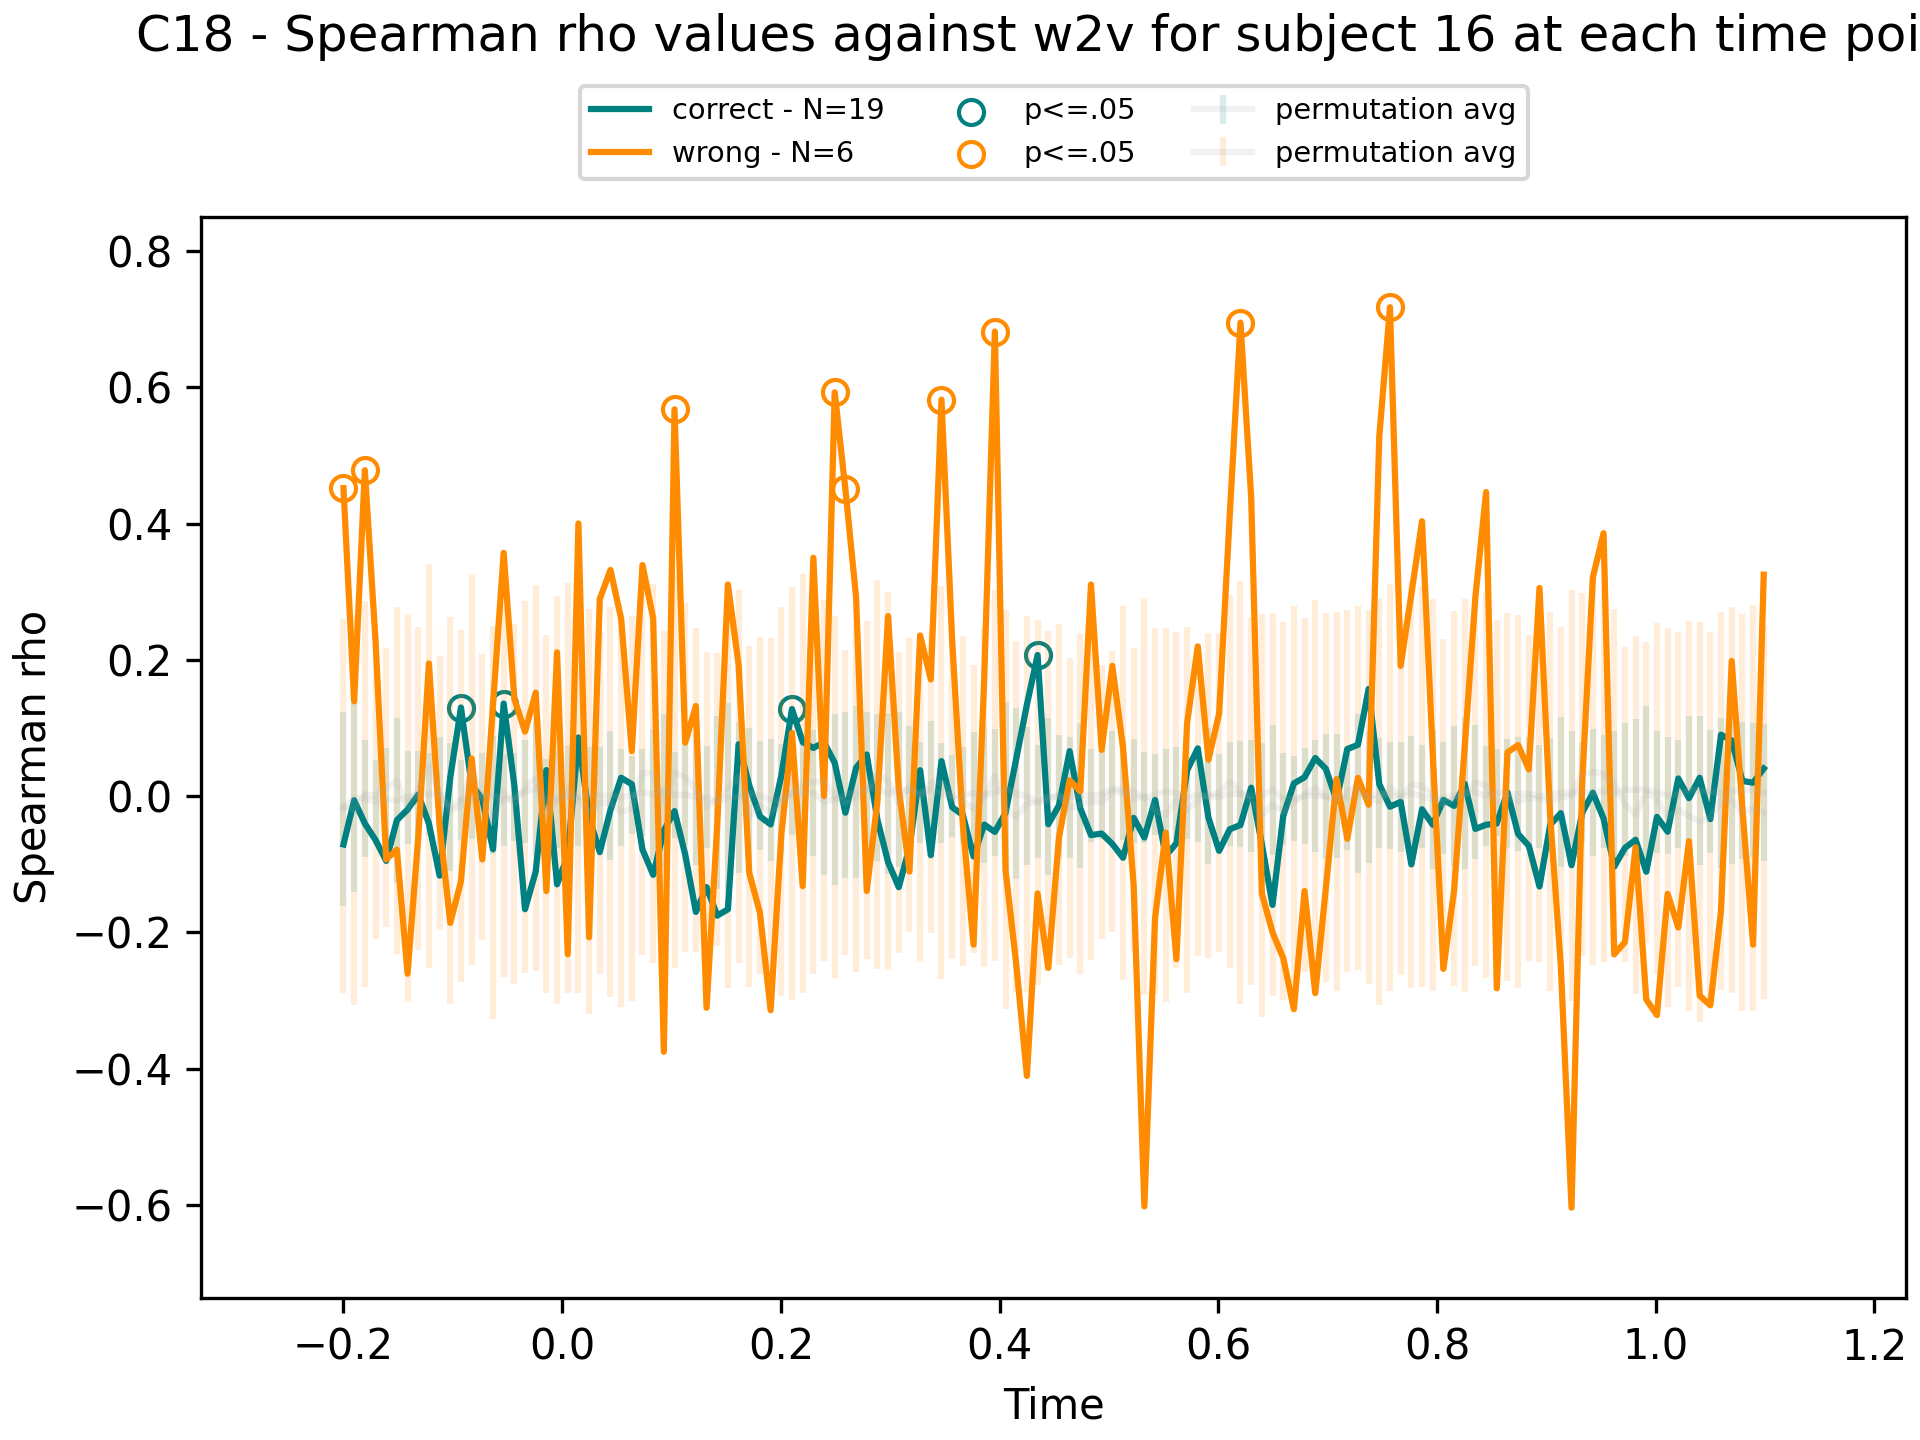 C18 - Spearman rho values against w2v for subject 16 at each time poi
correct - N=19
wrong - N=6
p<=.05
p<=.05
permutation avg
permutation avg
Spearman rho
0.8
0.6
0.4
0.2
0.0
−0.2
−0.4
−0.6
−0.2 0.0 0.2 0.4 0.6 0.8 1.0 1.2
Time